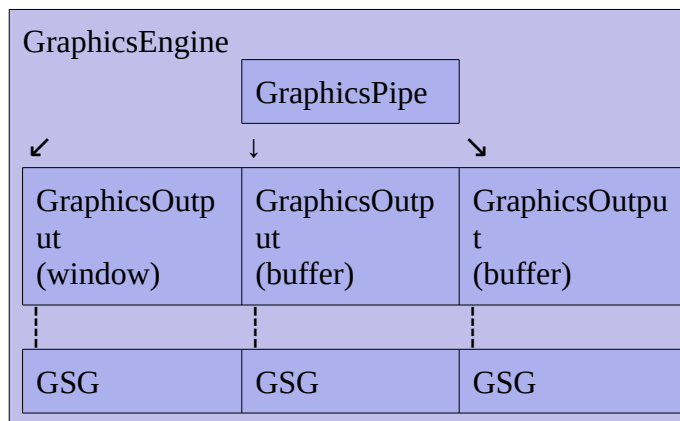 GraphicsEngine
GraphicsPipe
↙ ↓ ↘
GraphicsOutp
ut
(window)
GraphicsOutp
ut
(buffer)
GraphicsOutpu
t
(buffer)
GSG
GSG
GSG